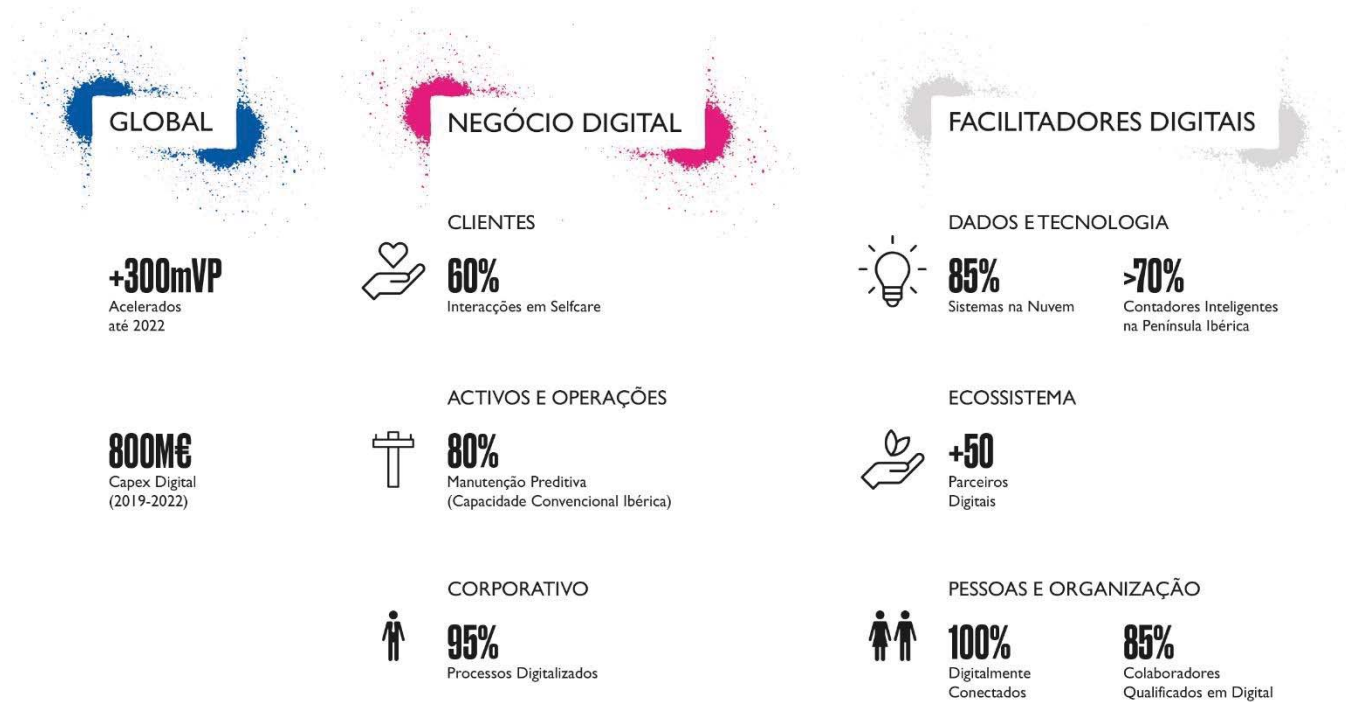 GLOBAL
+300mVP
Acelerados
até 2022
800M€
Capex Digital
(2019-2022)
NEGÓCIO DIGITAL
CLIENTES
60%
Interacções em Selfcare
ACTIVOS E OPERAÇÕES
80%
Manutenção Preditiva
(Capacidade Convencional Ibérica)
CORPORATIVO
95%
Processos Digitalizados
FACILITADORES DIGITAIS
DADOS E TECNOLOGIA
85%
Sistemas na Nuvem
>70%
Contadores Inteligentes
na Península Ibérica
ECOSSISTEMA
+50
Parceiros
Digitais
PESSOAS E ORGANIZAÇÃO
100%
Digitalmente
Conectados
85%
Colaboradores
Qualificados em Digital